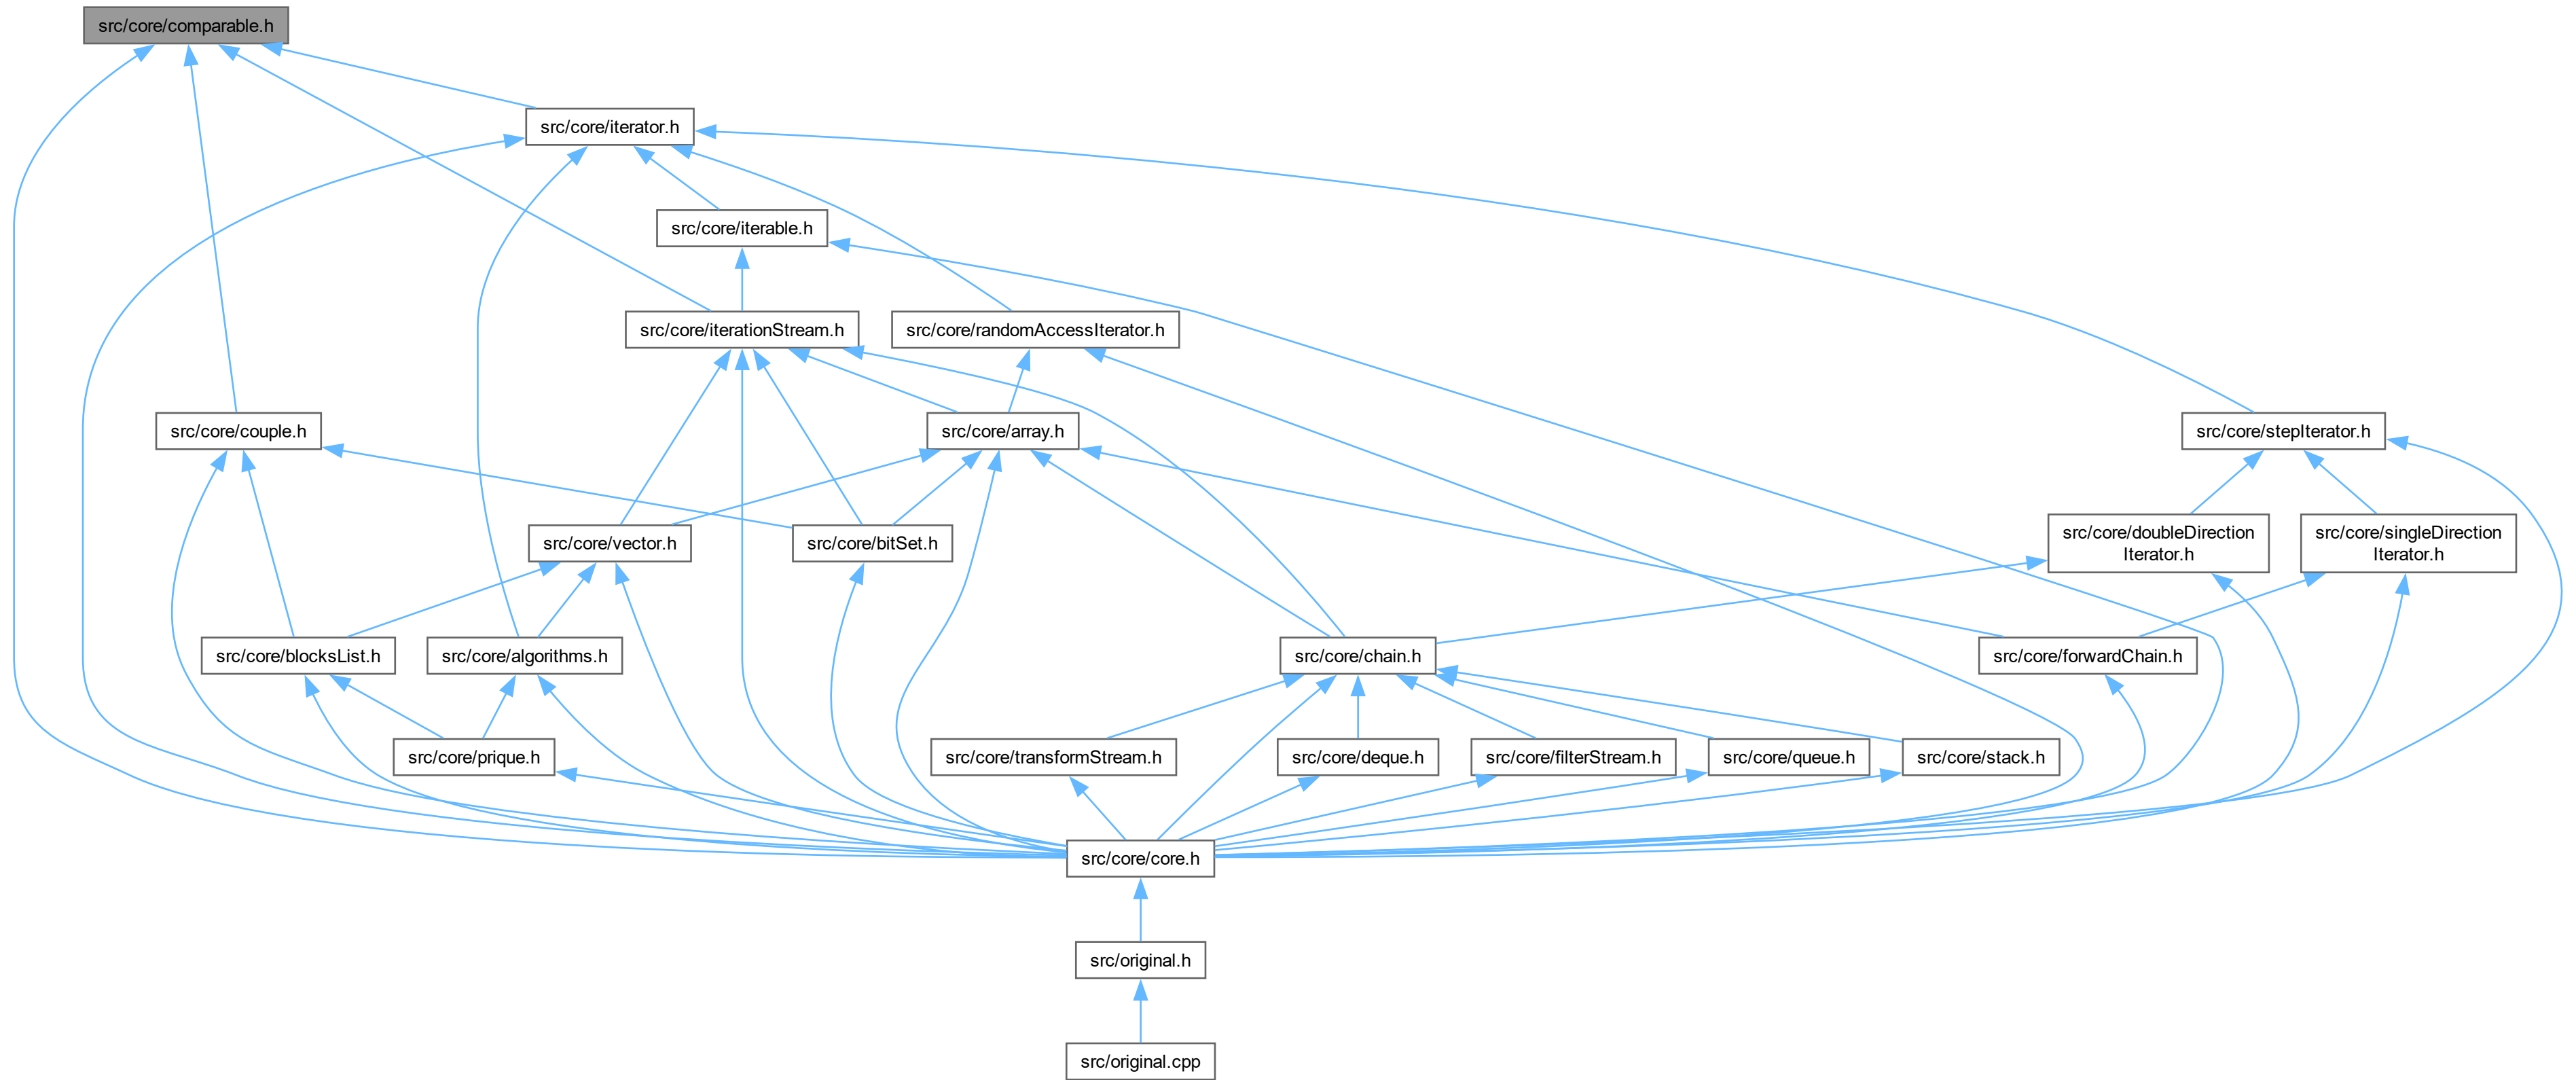 src/core/comparable.h
src/core/iterator.h
src/core/iterable.h
src/core/iterationStream.h
src/core/randomAccessIterator.h
src/core/couple.h
src/core/array.h
src/core/stepIterator.h
src/core/vector.h
src/core/bitSet.h
src/core/doubleDirection
Iterator.h
src/core/singleDirection
Iterator.h
src/core/blocksList.h
src/core/algorithms.h
src/core/chain.h
src/core/forwardChain.h
src/core/prique.h
src/core/transformStream.h
src/core/deque.h
src/core/filterStream.h
src/core/queue.h
src/core/stack.h
src/core/core.h
src/original.h
src/original.cpp